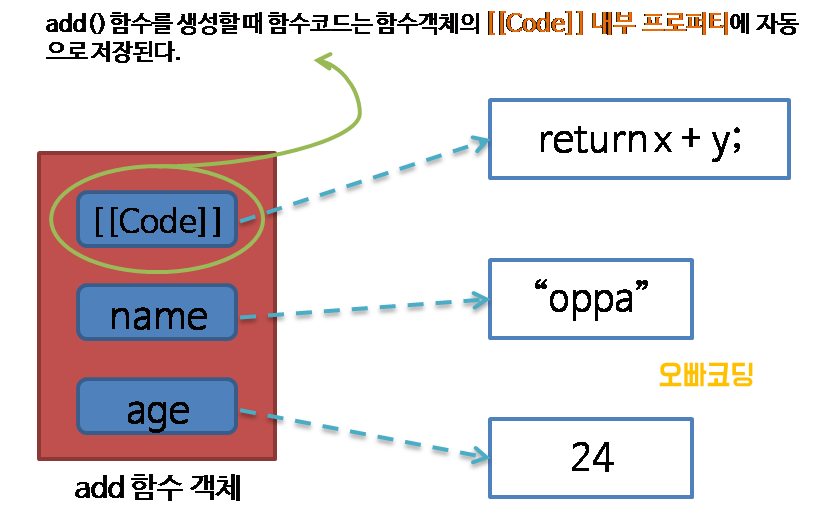 add() 함수를 생성할 때 함수코드는 함수객체의 [[Code]] 내부 프로퍼티에 자동
으로 저장된다.
return x + y;
[[Code]]
“oppa”
name
오빠코딩
age
24
add 함수 객체